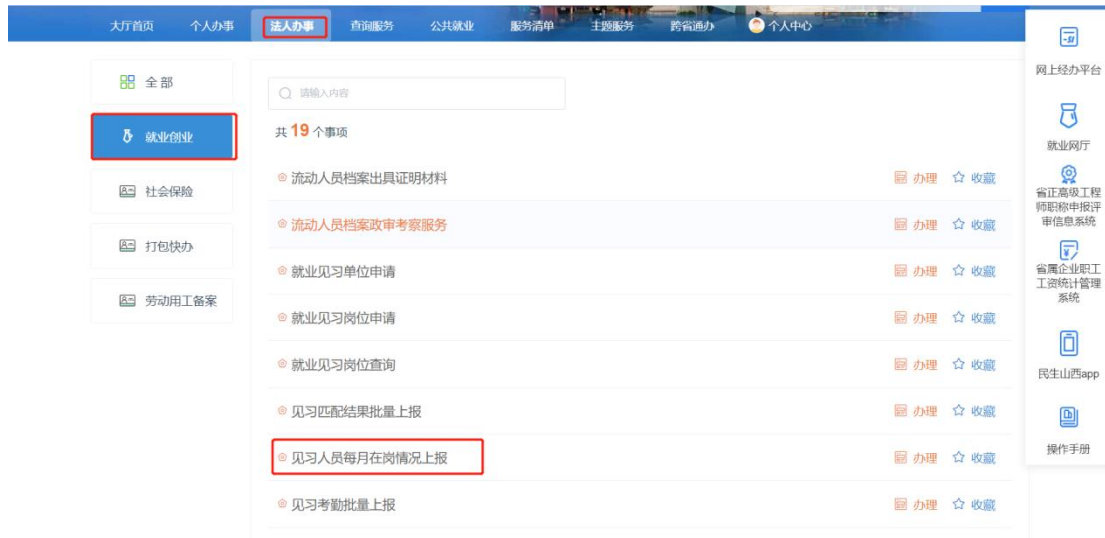 大厅首页 个人办事 法人办事 查询服务 公共就业 服务清单 主题服务 跨省通办 个人中心
全部
就业创业
社会保险
打包快办
劳动用工备案
请输入内容
共 19 个事项
流动人员档案出具证明材料 办理 收藏
流动人员档案政审考察服务 办理 收藏
就业见习单位申请 办理 收藏
就业见习岗位申请 办理 收藏
就业见习岗位查询 办理 收藏
见习匹配结果批量上报 办理 收藏
见习人员每月在岗情况上报 办理 收藏
见习考勤批量上报 办理 收藏
网上经办平台
就业网厅
省正高级工程
师职称申报评
审信息系统
省属企业职工
工资统计管理
系统
民生山西app
操作手册